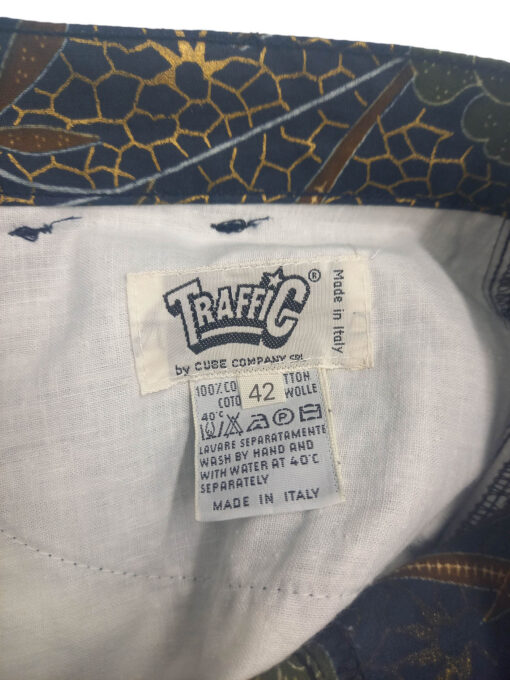 TRAFFIC ®
Made in Italy
by CUBE COMPANY
100% CO TTON
42
COTO WOLLE
40°C
A P
LAVARE SEPARATAMENTE
WASH BY HAND AND
WITH WATER AT 40°C
SEPARATELY
MADE IN ITALY